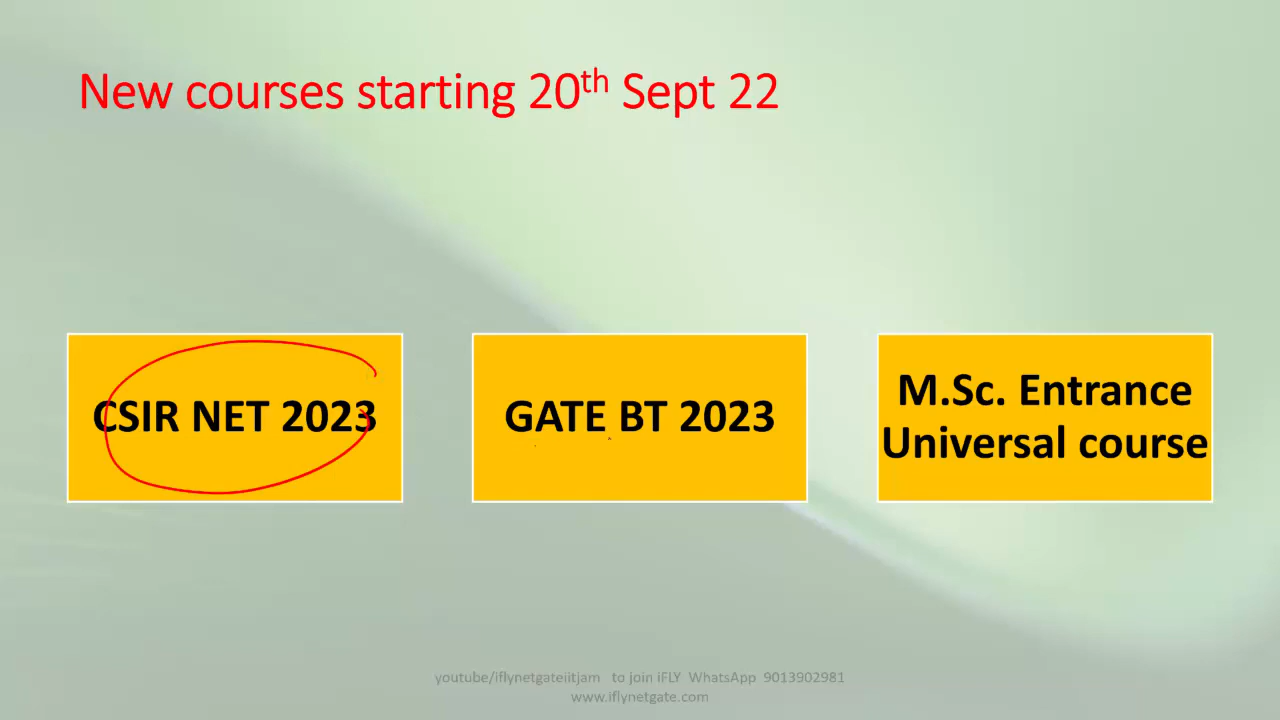 New courses starting 20th Sept 22
CSIR NET 2023
GATE BT 2023
M.Sc. Entrance
Universal course
youtube/iflynetgateiitjam to join iFLY WhatsApp 9013902981
www.iflynetgate.com